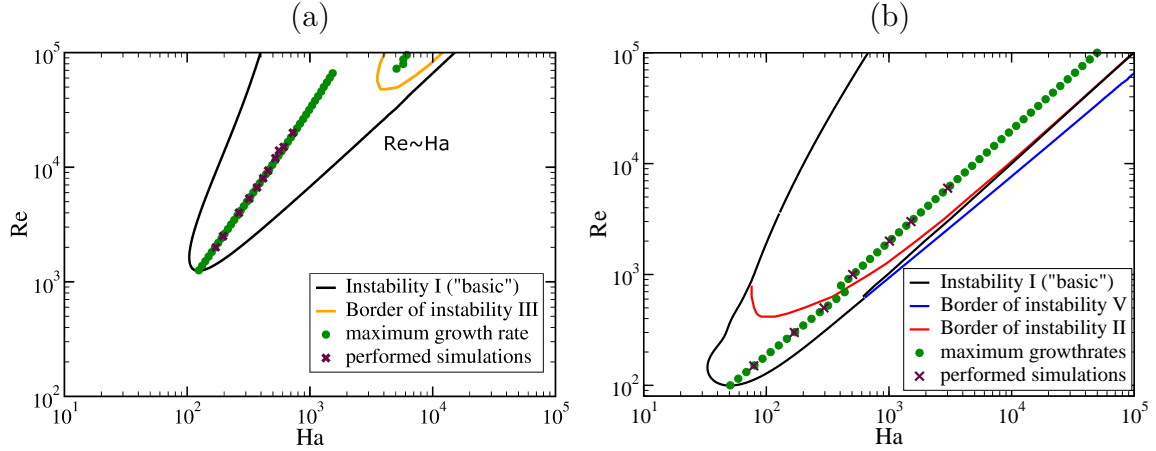 (a)
10^5
10^4
10^3
10^2
Re
Re~Ha
Instability I ("basic")
Border of instability III
maximum growth rate
performed simulations
10^1
10^2
10^3
10^4
10^5
Ha
(b)
10^5
10^4
10^3
10^2
Re
Instability I ("basic")
Border of instability V
Border of instability II
maximum growthrates
performed simulations
10^1
10^2
10^3
10^4
10^5
Ha